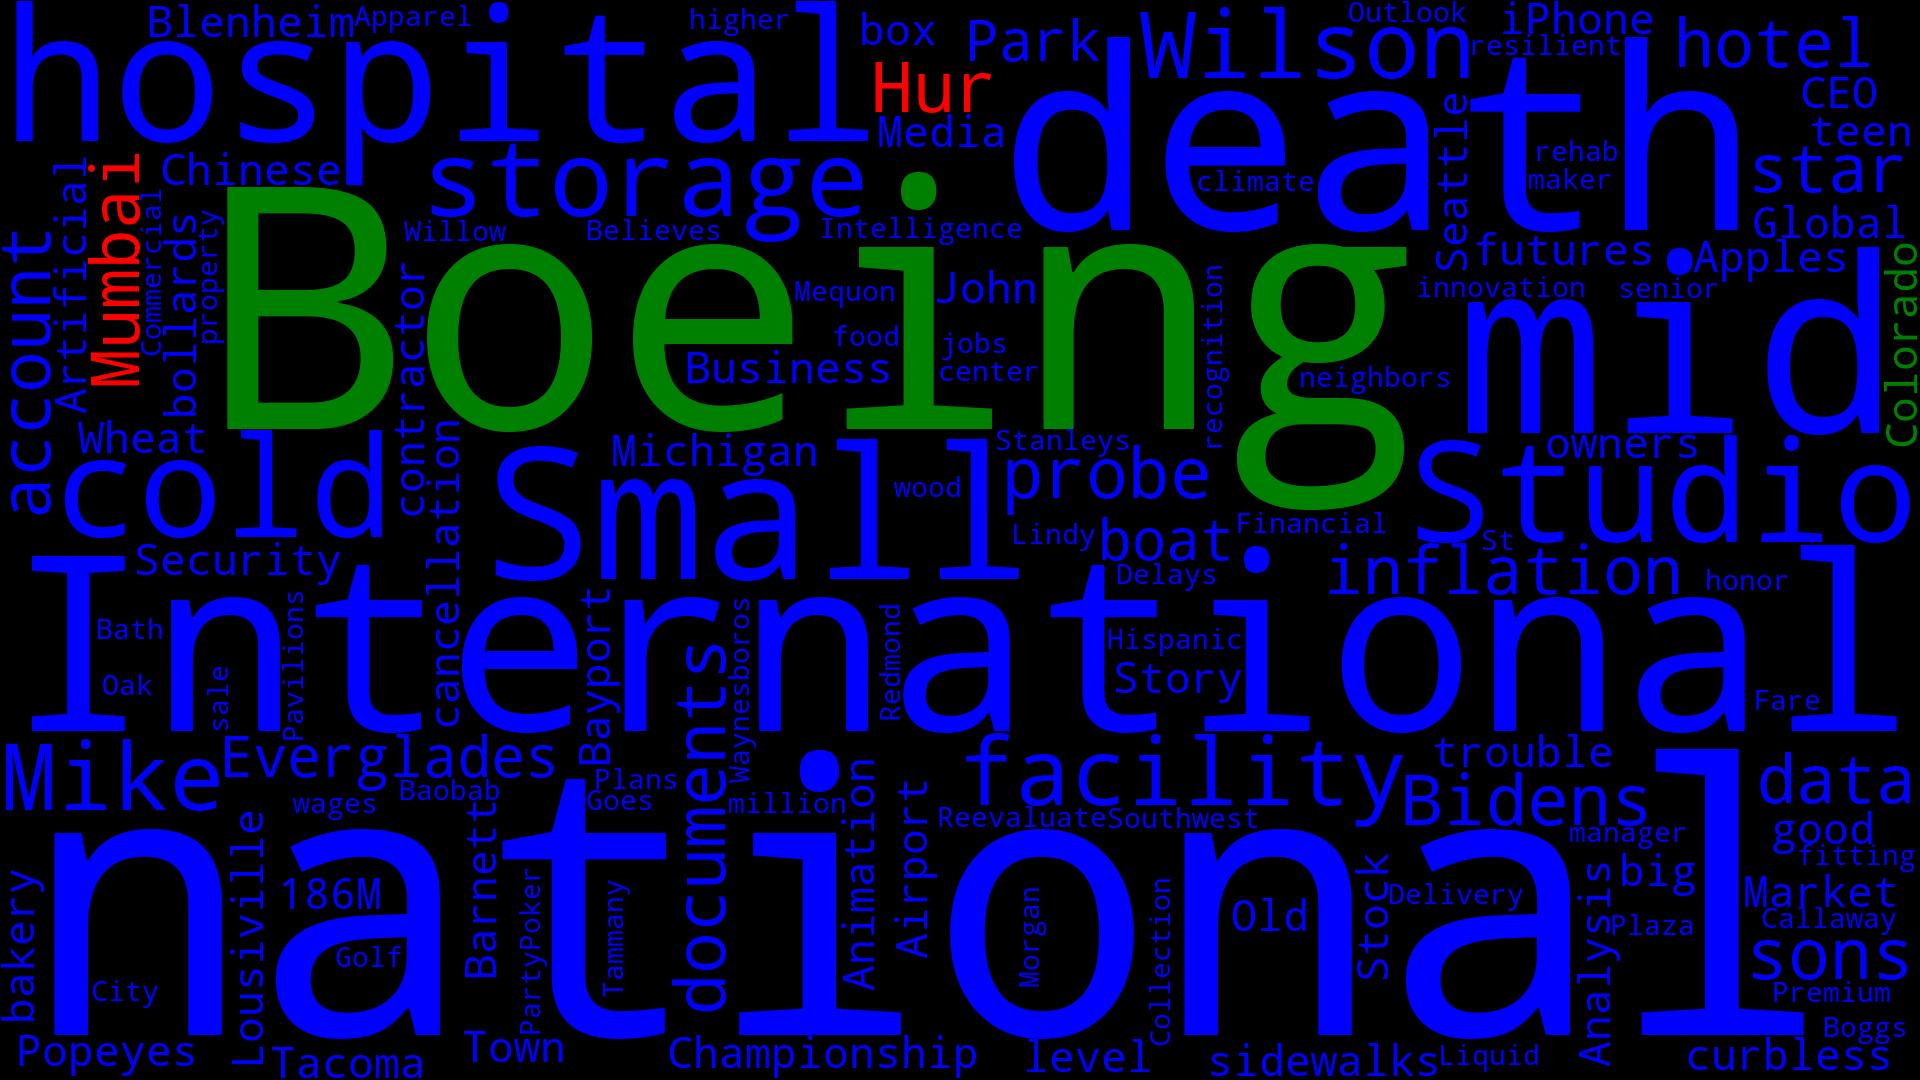 hospital
Blenheim
Apparel
higher
box
Park
Wilson
Outlook
iPhone
resilient
hotel
Hur
Media
death
CEO
teen
Seattle
rehab
maker
star
Global
Chinese
storage
climate
Mumbai
Artificial
Commercial
bollards
property
account
Willow
Believes
Intelligence
Boeing
futures
Apples
Colorado
innovation
senior
mid
contractor
Mequon
John
food
jobs
Business
center
recognition
neighbors
Wheat
cold
cancellation
Small
Michigan
wood
Stanleys
probe
owners
Studio
Security
Lindy
boat
Financial
St
Delays
inflation
honor
International
Bath
Oak
sale
Pavilions
Bayport
documents
Waynesboros
Redmond
Hispanic
Story
Fare
Mike
Everglades
wages
Baobab
Plans
Goes
million
facility
trouble
Bidens
data
Reevaluate
Southwest
manager
good
fitting
national
bakery
Lousiville
186M
Golf
City
Barnett
PartyPoker
Tammany
Animation
Airport
Morgan
Collection
Old
Stock
Delivery
Analysis
big
Plaza
Market
Callaway
sons
Premium
Boggs
Popeyes
Tacoma
Town
Championship
level
sidewalks
Liquid
curbless